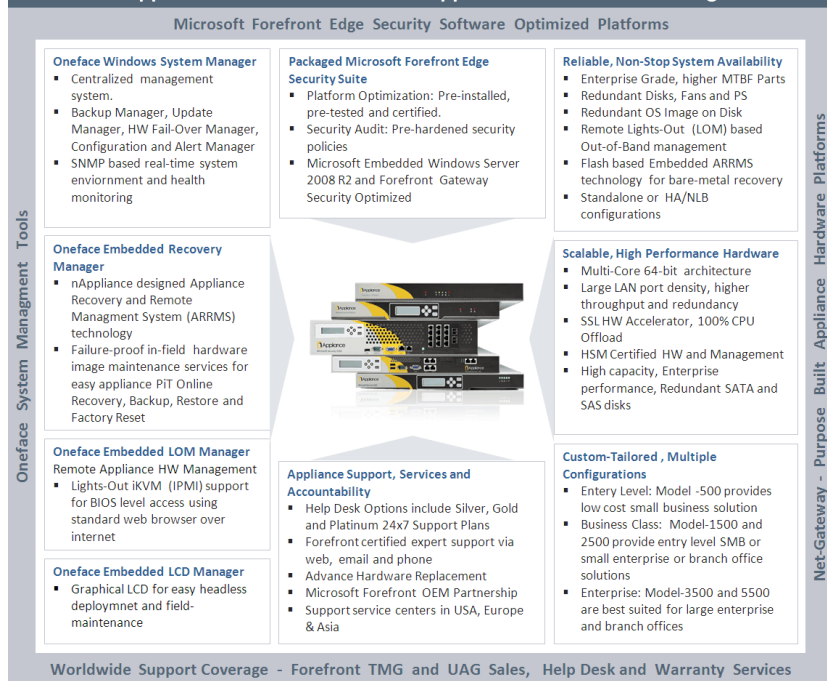 Microsoft Forefront Edge Security Software Optimized Platforms
Oneface System Managment Tools
Oneface Windows System Manager
▪ Centralized management
system.
▪ Backup Manager, Update
Manager, HW Fail-Over Manager,
Configuration and Alert Manager
▪ SNMP based real-time system
enviornment and health
monitoring
Oneface Embedded Recovery
Manager
▪ nAppliance designed Appliance
Recovery and Remote
Managment System (ARRMS)
technology
▪ Failure-proof in-field hardware
image maintenance services for
easy appliance PiT Online
Recovery, Backup, Restore and
Factory Reset
Oneface Embedded LOM Manager
Remote Appliance HW Management
▪ Lights-Out iKVM (IPMI) support
for BIOS level access using
standard web browser over
internet
Oneface Embedded LCD Manager
▪ Graphical LCD for easy headless
deploymnet and field-
maintenance
Packaged Microsoft Forefront Edge
Security Suite
▪ Platform Optimization: Pre-installed,
pre-tested and certified.
▪ Security Audit: Pre-hardened security
policies
▪ Microsoft Embedded Windows Server
2008 R2 and Forefront Gateway
Security Optimized
Appliance
Appliance
Appliance
Appliance
Appliance
Appliance Support, Services and
Accountability
▪ Help Desk Options include Silver, Gold
and Platinum 24x7 Support Plans
▪ Forefront certified expert support via
web, email and phone
▪ Advance Hardware Replacement
▪ Microsoft Forefront OEM Partnership
▪ Support service centers in USA, Europe
& Asia
Reliable, Non-Stop System Availability
▪ Enterprise Grade, higher MTBF Parts
▪ Redundant Disks, Fans and PS
▪ Redundant OS Image on Disk
▪ Remote Lights-Out (LOM) based
Out-of-Band management
▪ Flash based Embedded ARRMS
technology for bare-metal recovery
▪ Standalone or HA/NLB
configurations
Scalable, High Performance Hardware
▪ Multi-Core 64-bit architecture
▪ Large LAN port density, higher
throughput and redundancy
▪ SSL HW Accelerator, 100% CPU
Offload
▪ HSM Certified HW and Management
▪ High capacity, Enterprise
performance, Redundant SATA and
SAS disks
Custom-Tailored , Multiple
Configurations
▪ Entry Level: Model -500 provides
low cost small business solution
▪ Business Class: Model-1500 and
2500 provide entry level SMB or
small enterprise or branch office
solutions
▪ Enterprise: Model-3500 and 5500
are best suited for large enterprise
and branch offices
Net-Gateway - Purpose Built Appliance Hardware Platforms
Worldwide Support Coverage - Forefront TMG and UAG Sales, Help Desk and Warranty Services